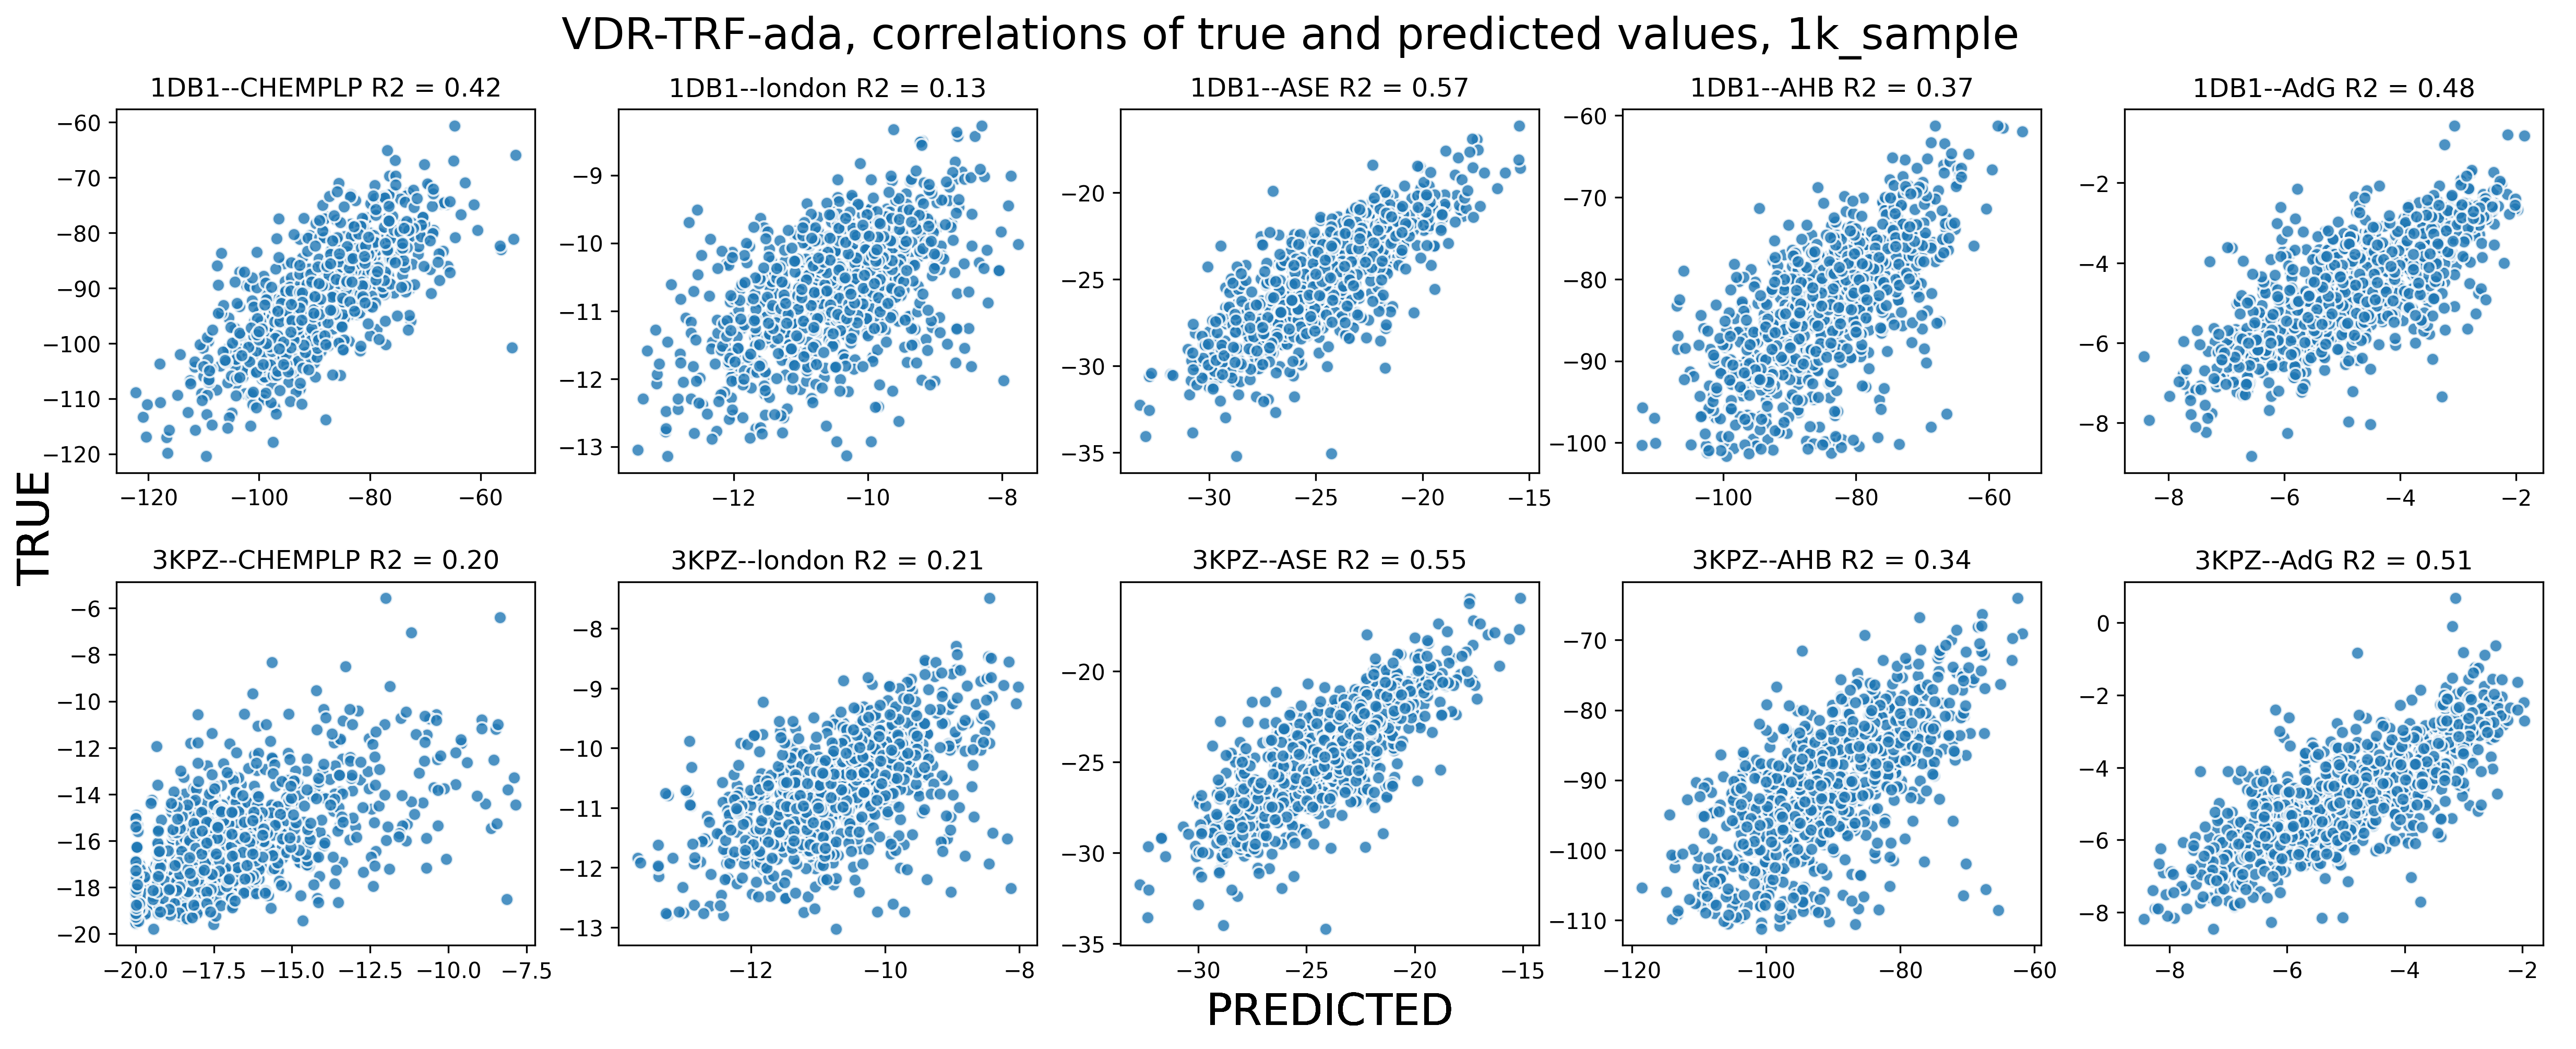 VDR-TRF-ada, correlations of true and predicted values, 1k_sample
1DB1--CHEMPLP R2 = 0.42
1DB1--london R2 = 0.13
1DB1--ASE R2 = 0.57
1DB1--AHB R2 = 0.37
1DB1--AdG R2 = 0.48
−60
−70
−80
−90
−100
−110
−120
−120 −100 −80 −60
−9
−10
−11
−12
−13
−12 −10 −8
−20
−25
−30
−35
−30 −25 −20 −15
−60
−70
−80
−90
−100
−100 −80 −60
−2
−4
−6
−8
−8 −6 −4 −2
TRUE
3KPZ--CHEMPLP R2 = 0.20
3KPZ--london R2 = 0.21
3KPZ--ASE R2 = 0.55
3KPZ--AHB R2 = 0.34
3KPZ--AdG R2 = 0.51
−6
−8
−10
−12
−14
−16
−18
−20
−20.0 −17.5 −15.0 −12.5 −10.0 −7.5
−8
−9
−10
−11
−12
−13
−12 −10 −8
−20
−25
−30
−35
−30 −25 −20 −15
−70
−80
−90
−100
−110
−120 −100 −80 −60
0
−2
−4
−6
−8
−8 −6 −4 −2
PREDICTED